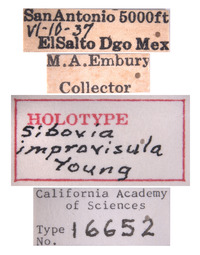 San Antonio 5000ft
VI-10-37
El Salto Dgo Mex
M.A.Embury
Collector
HOLOTYPE
Sibovia
improvisula
Young
California Academy
of Sciences
Type
No. 16652